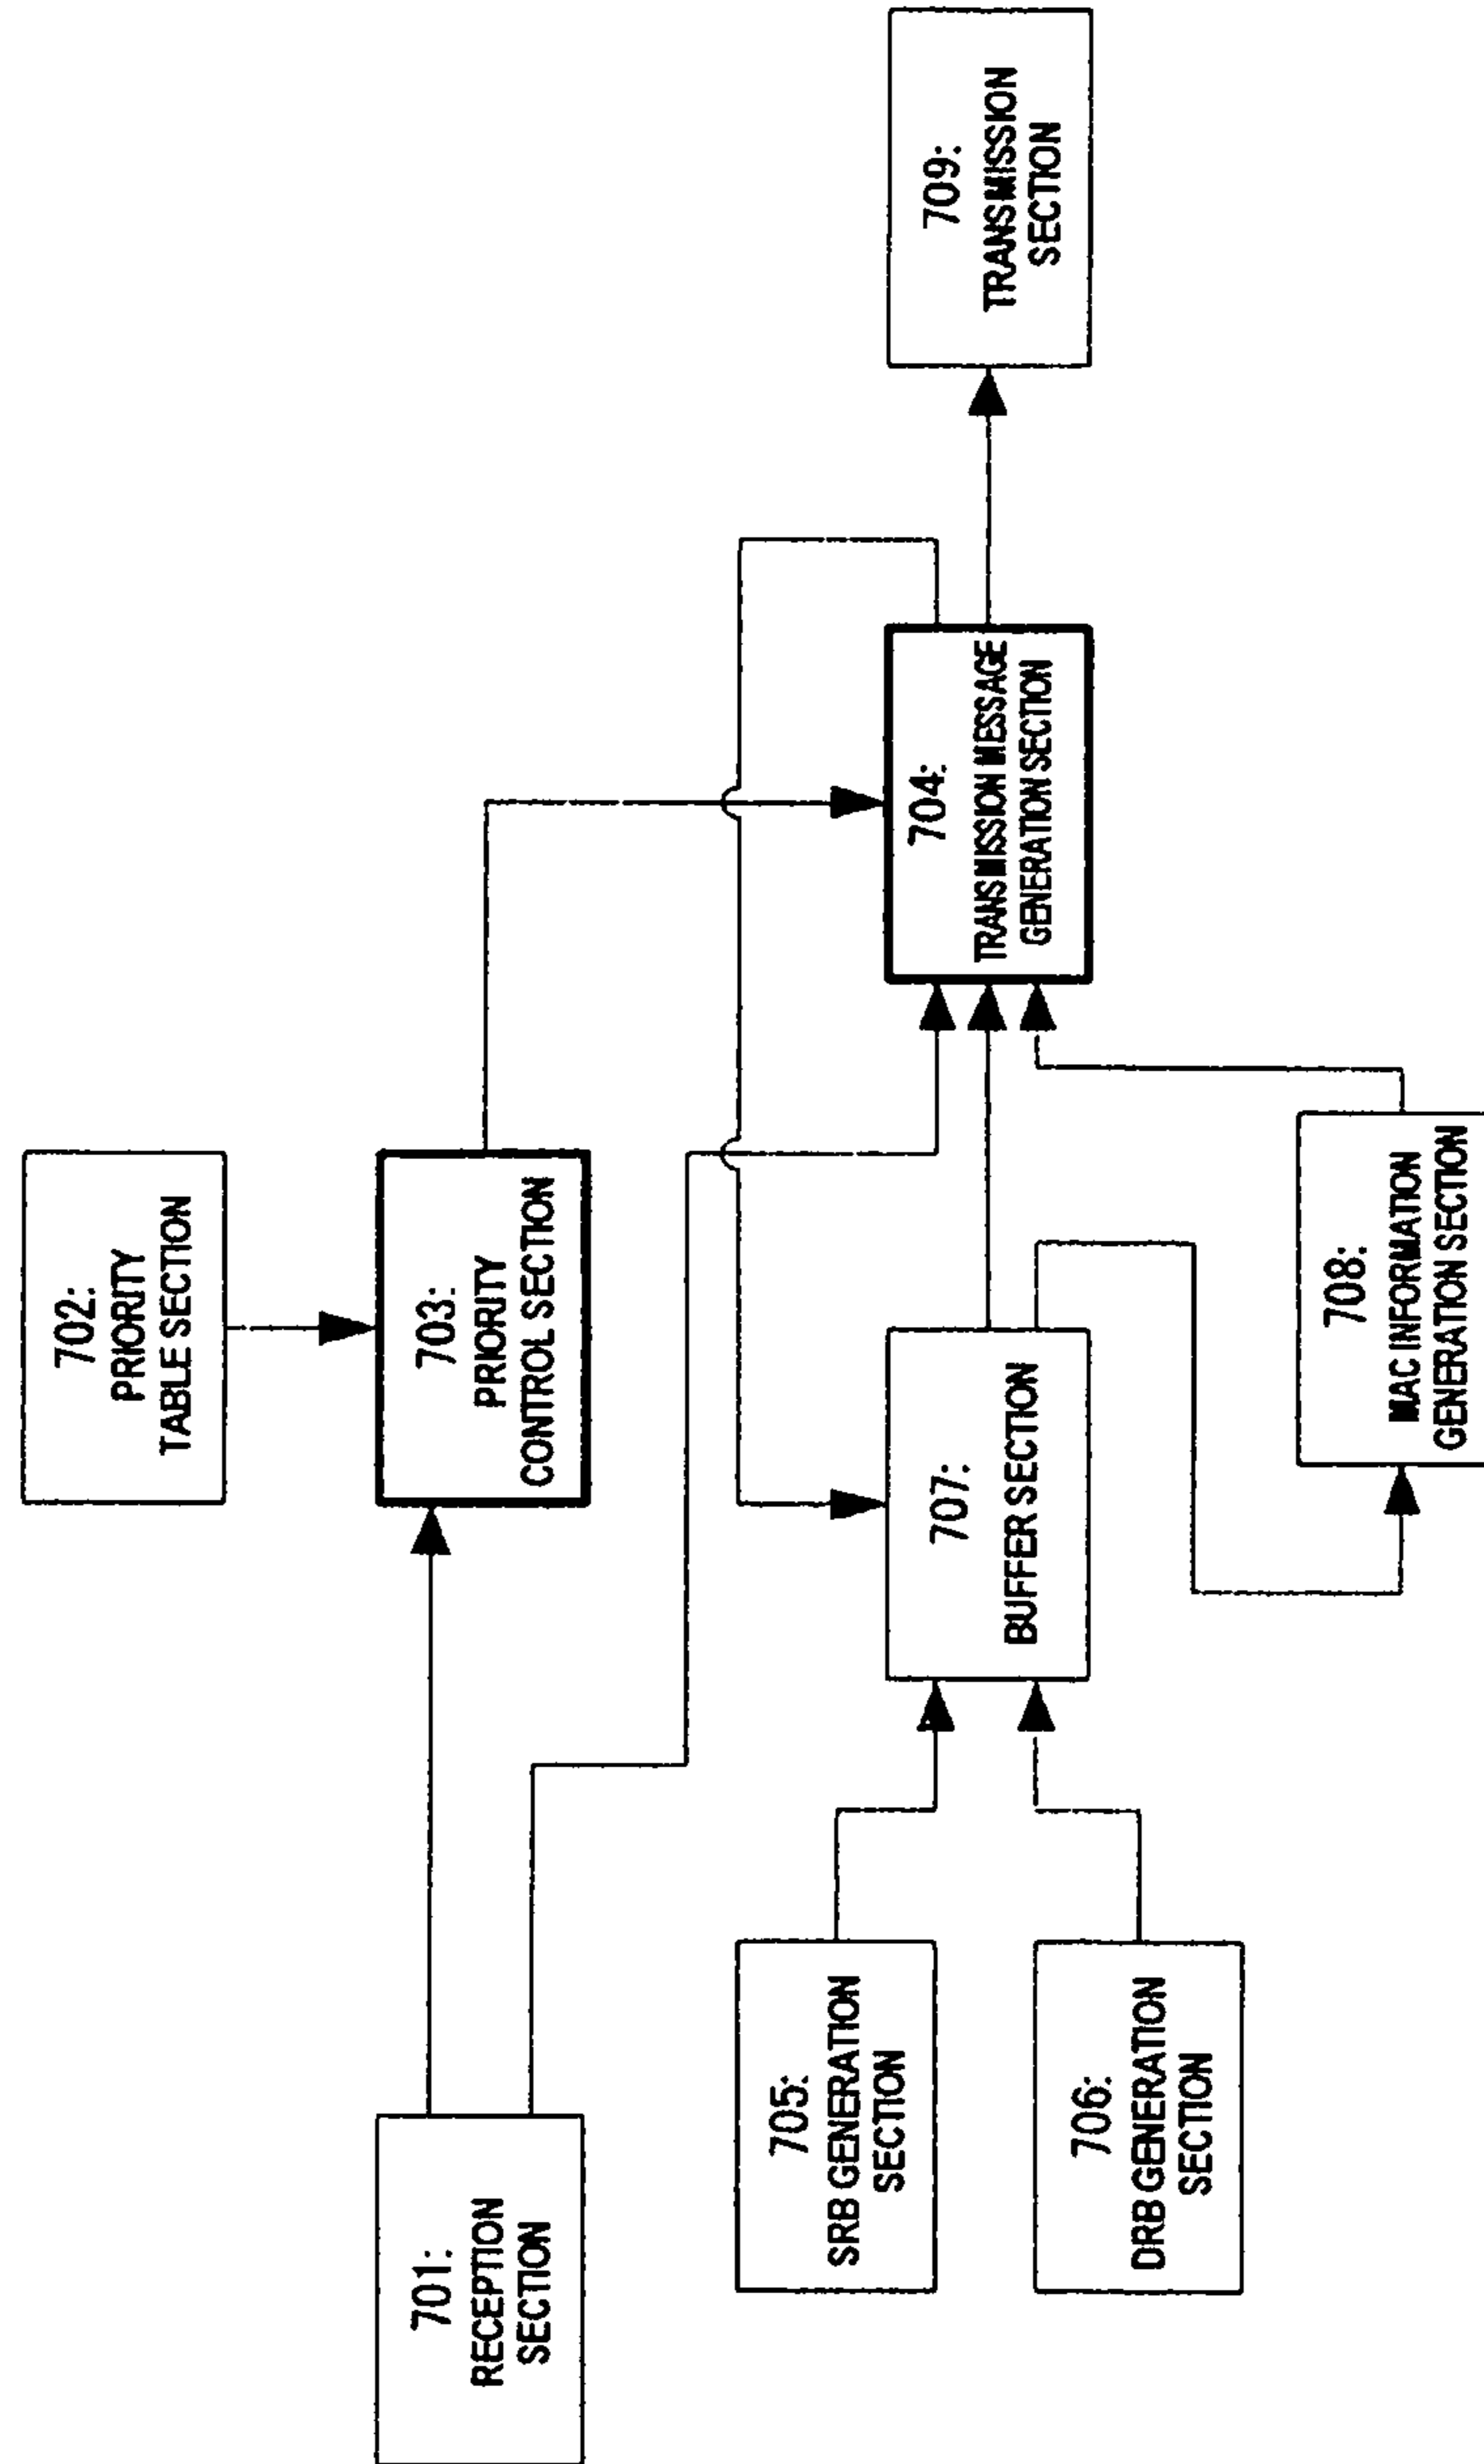 701:
RECEPTION
SECTION
702:
PRIORITY
TABLE SECTION
703:
PRIORITY
CONTROL SECTION
704:
TRANSMISSION MESSAGE
GENERATION SECTION
705:
SRB GENERATION
SECTION
706:
DRB GENERATION
SECTION
707:
BUFFER SECTION
708:
MAC INFORMATION
GENERATION SECTION
709:
TRANSMISSION
SECTION